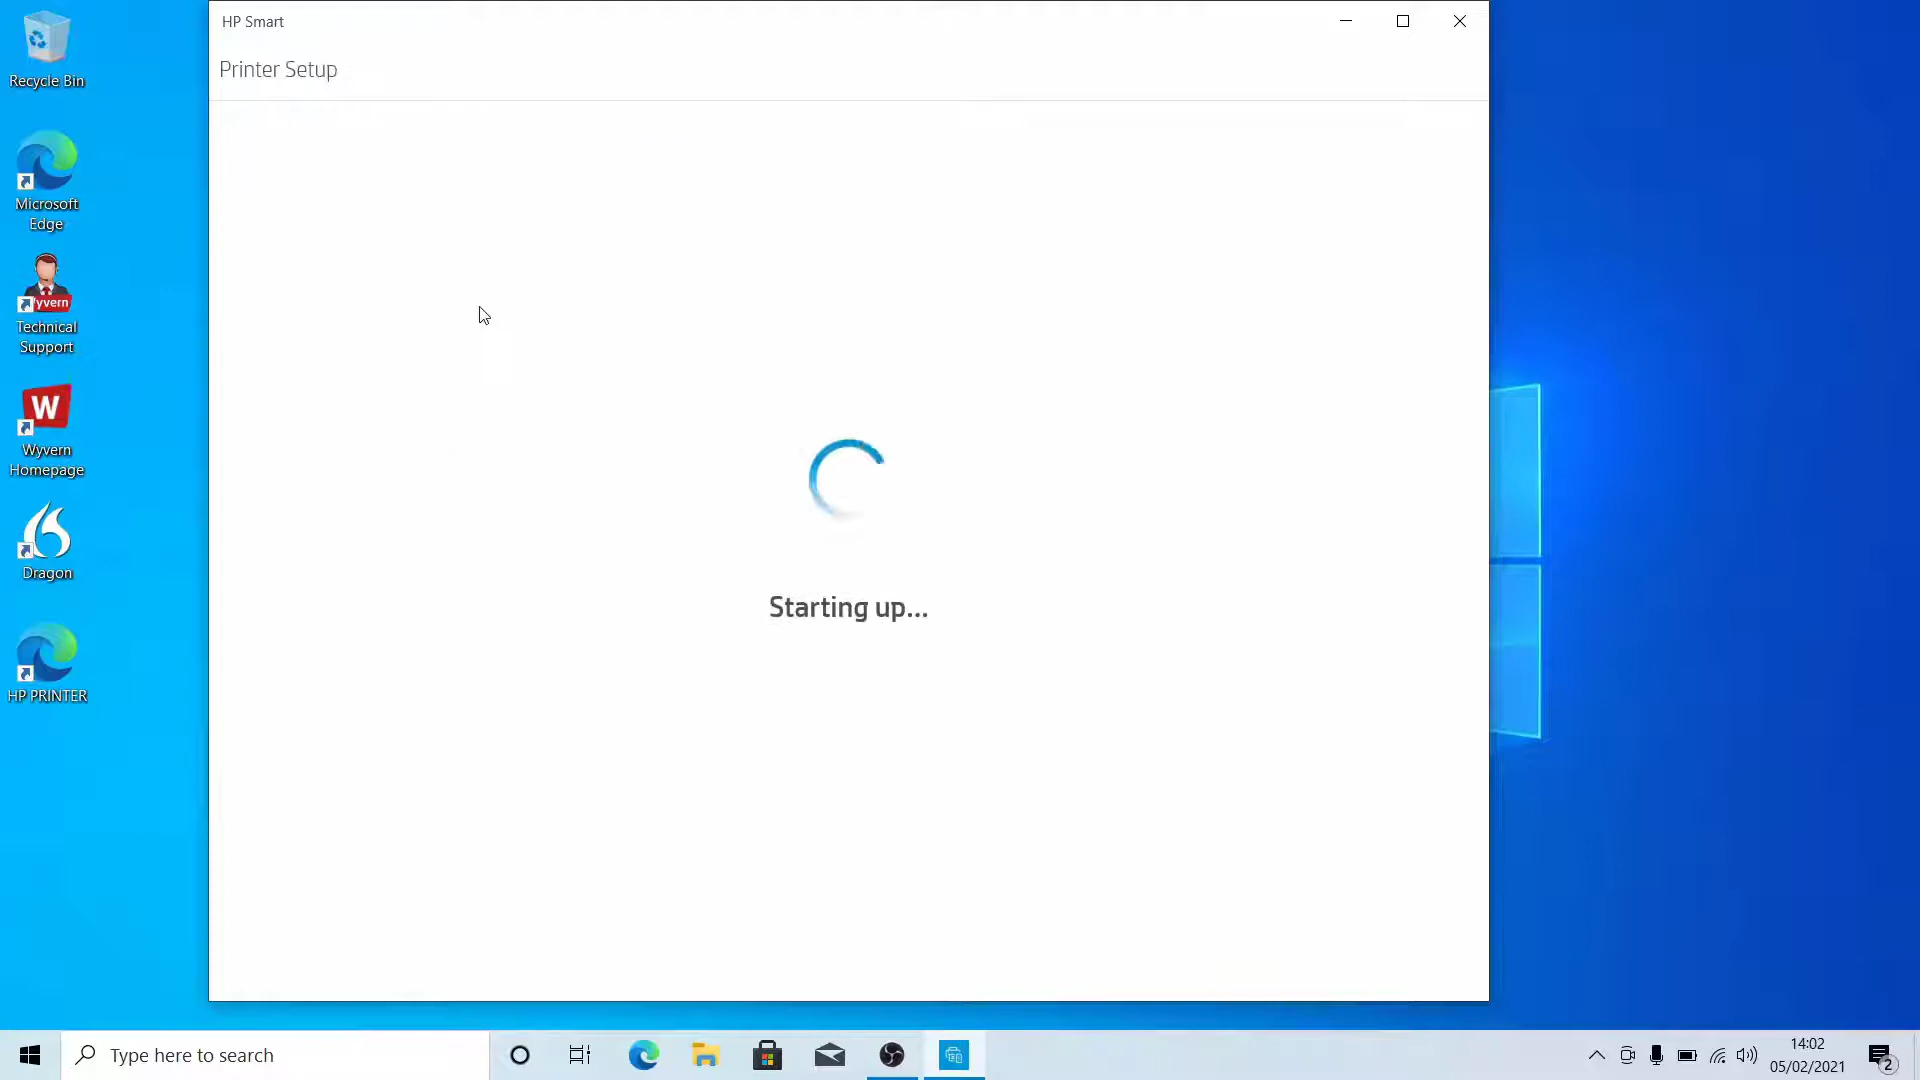 HP Smart
Printer Setup
Recycle Bin
Microsoft
Edge
yvern
Technical
Support
W
Wyvern
Homepage
Dragon
HP PRINTER
Starting up...
Type here to search
14:02
05/02/2021
2